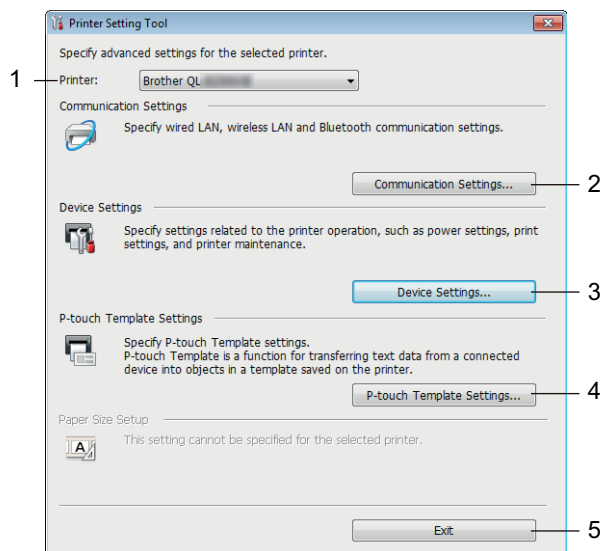 Printer Setting Tool
Specify advanced settings for the selected printer.
1
Printer:
Brother QL
Communication Settings
Specify wired LAN, wireless LAN and Bluetooth communication settings.
Communication Settings...
2
Device Settings
Specify settings related to the printer operation, such as power settings, print
settings, and printer maintenance.
Device Settings...
3
P-touch Template Settings
Specify P-touch Template settings.
P-touch Template is a function for transferring text data from a connected
device into objects in a template saved on the printer.
P-touch Template Settings...
4
Paper Size Setup
A
This setting cannot be specified for the selected printer.
Exit
5